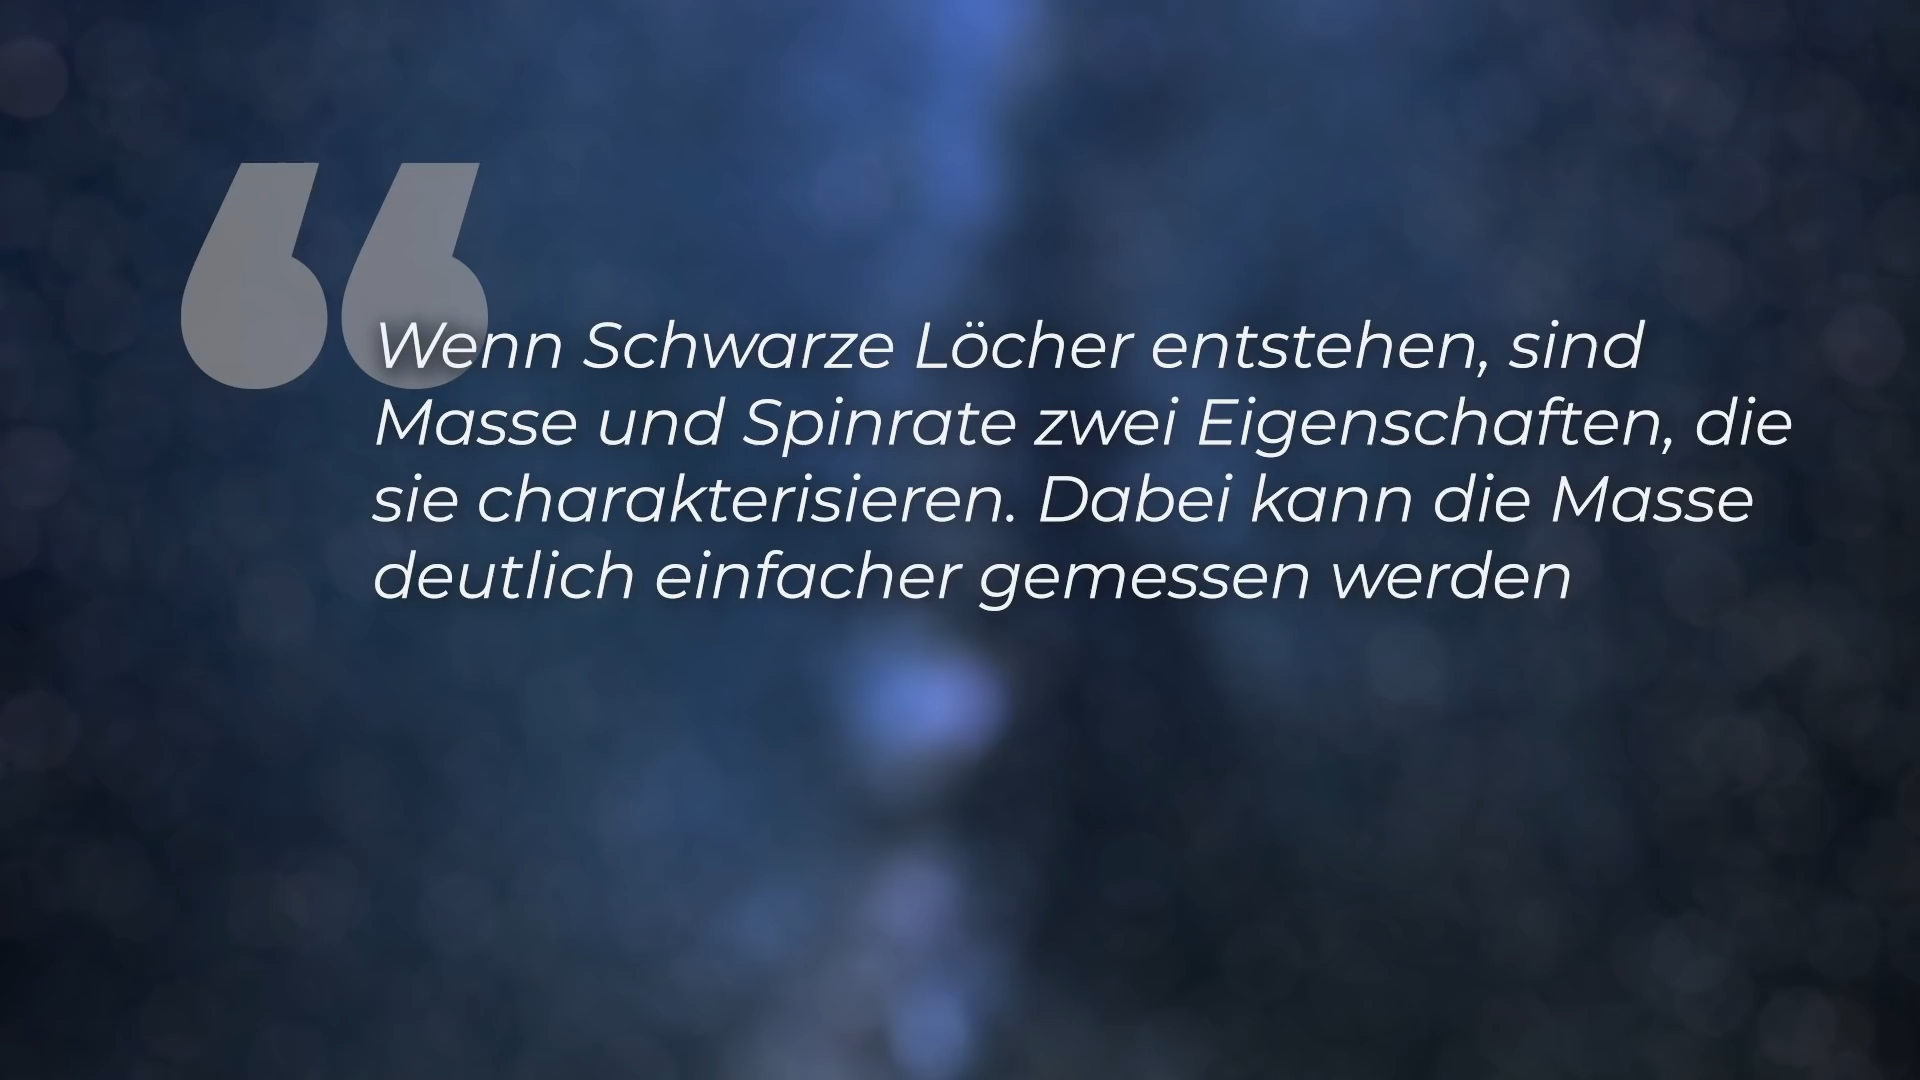 “
Wenn Schwarze Löcher entstehen, sind
Masse und Spinrate zwei Eigenschaften, die
sie charakterisieren. Dabei kann die Masse
deutlich einfacher gemessen werden